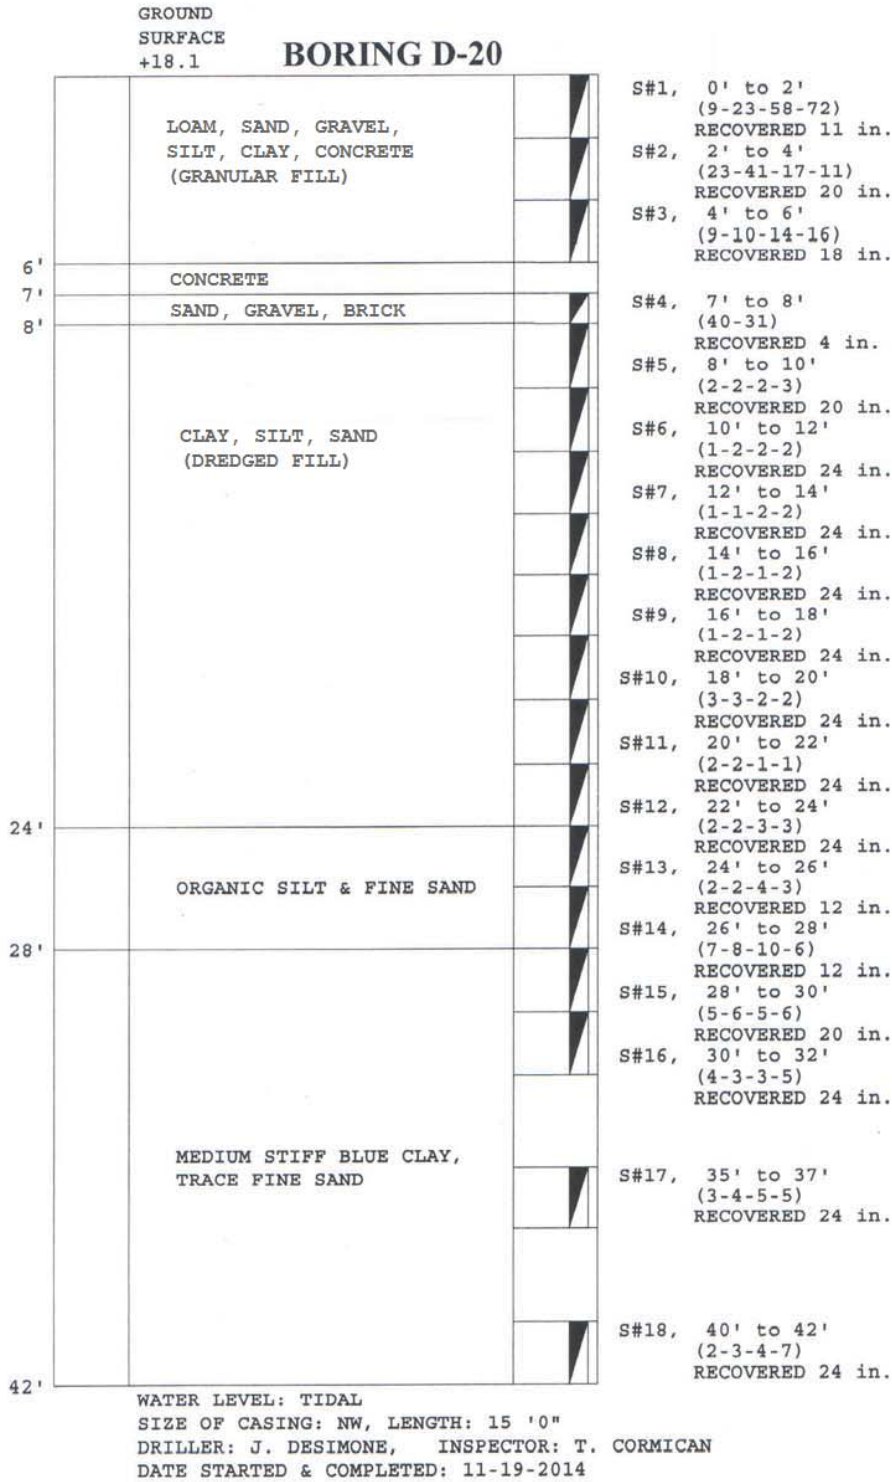 GROUND
SURFACE
+18.1
BORING D-20
LOAM, SAND, GRAVEL,
SILT, CLAY, CONCRETE
(GRANULAR FILL)
S#1, 0' to 2'
(9-23-58-72)
RECOVERED 11 in.
S#2, 2' to 4'
(23-41-17-11)
RECOVERED 20 in.
S#3, 4' to 6'
(9-10-14-16)
RECOVERED 18 in.
6'
CONCRETE
7'
SAND, GRAVEL, BRICK
8'
S#4, 7' to 8'
(40-31)
RECOVERED 4 in.
S#5, 8' to 10'
(2-2-2-3)
RECOVERED 20 in.
CLAY, SILT, SAND
(DREDGED FILL)
S#6, 10' to 12'
(1-2-2-2)
RECOVERED 24 in.
S#7, 12' to 14'
(1-1-2-2)
RECOVERED 24 in.
S#8, 14' to 16'
(1-2-1-2)
RECOVERED 24 in.
S#9, 16' to 18'
(1-2-1-2)
RECOVERED 24 in.
S#10, 18' to 20'
(3-3-2-2)
RECOVERED 24 in.
S#11, 20' to 22'
(2-2-1-1)
RECOVERED 24 in.
S#12, 22' to 24'
(2-2-3-3)
RECOVERED 24 in.
24'
ORGANIC SILT & FINE SAND
S#13, 24' to 26'
(2-2-4-3)
RECOVERED 12 in.
S#14, 26' to 28'
(7-8-10-6)
RECOVERED 12 in.
28'
S#15, 28' to 30'
(5-6-5-6)
RECOVERED 20 in.
S#16, 30' to 32'
(4-3-3-5)
RECOVERED 24 in.
MEDIUM STIFF BLUE CLAY,
TRACE FINE SAND
S#17, 35' to 37'
(3-4-5-5)
RECOVERED 24 in.
S#18, 40' to 42'
(2-3-4-7)
RECOVERED 24 in.
42'
WATER LEVEL: TIDAL
SIZE OF CASING: NW, LENGTH: 15 '0"
DRILLER: J. DESIMONE, INSPECTOR: T. CORMICAN
DATE STARTED & COMPLETED: 11-19-2014